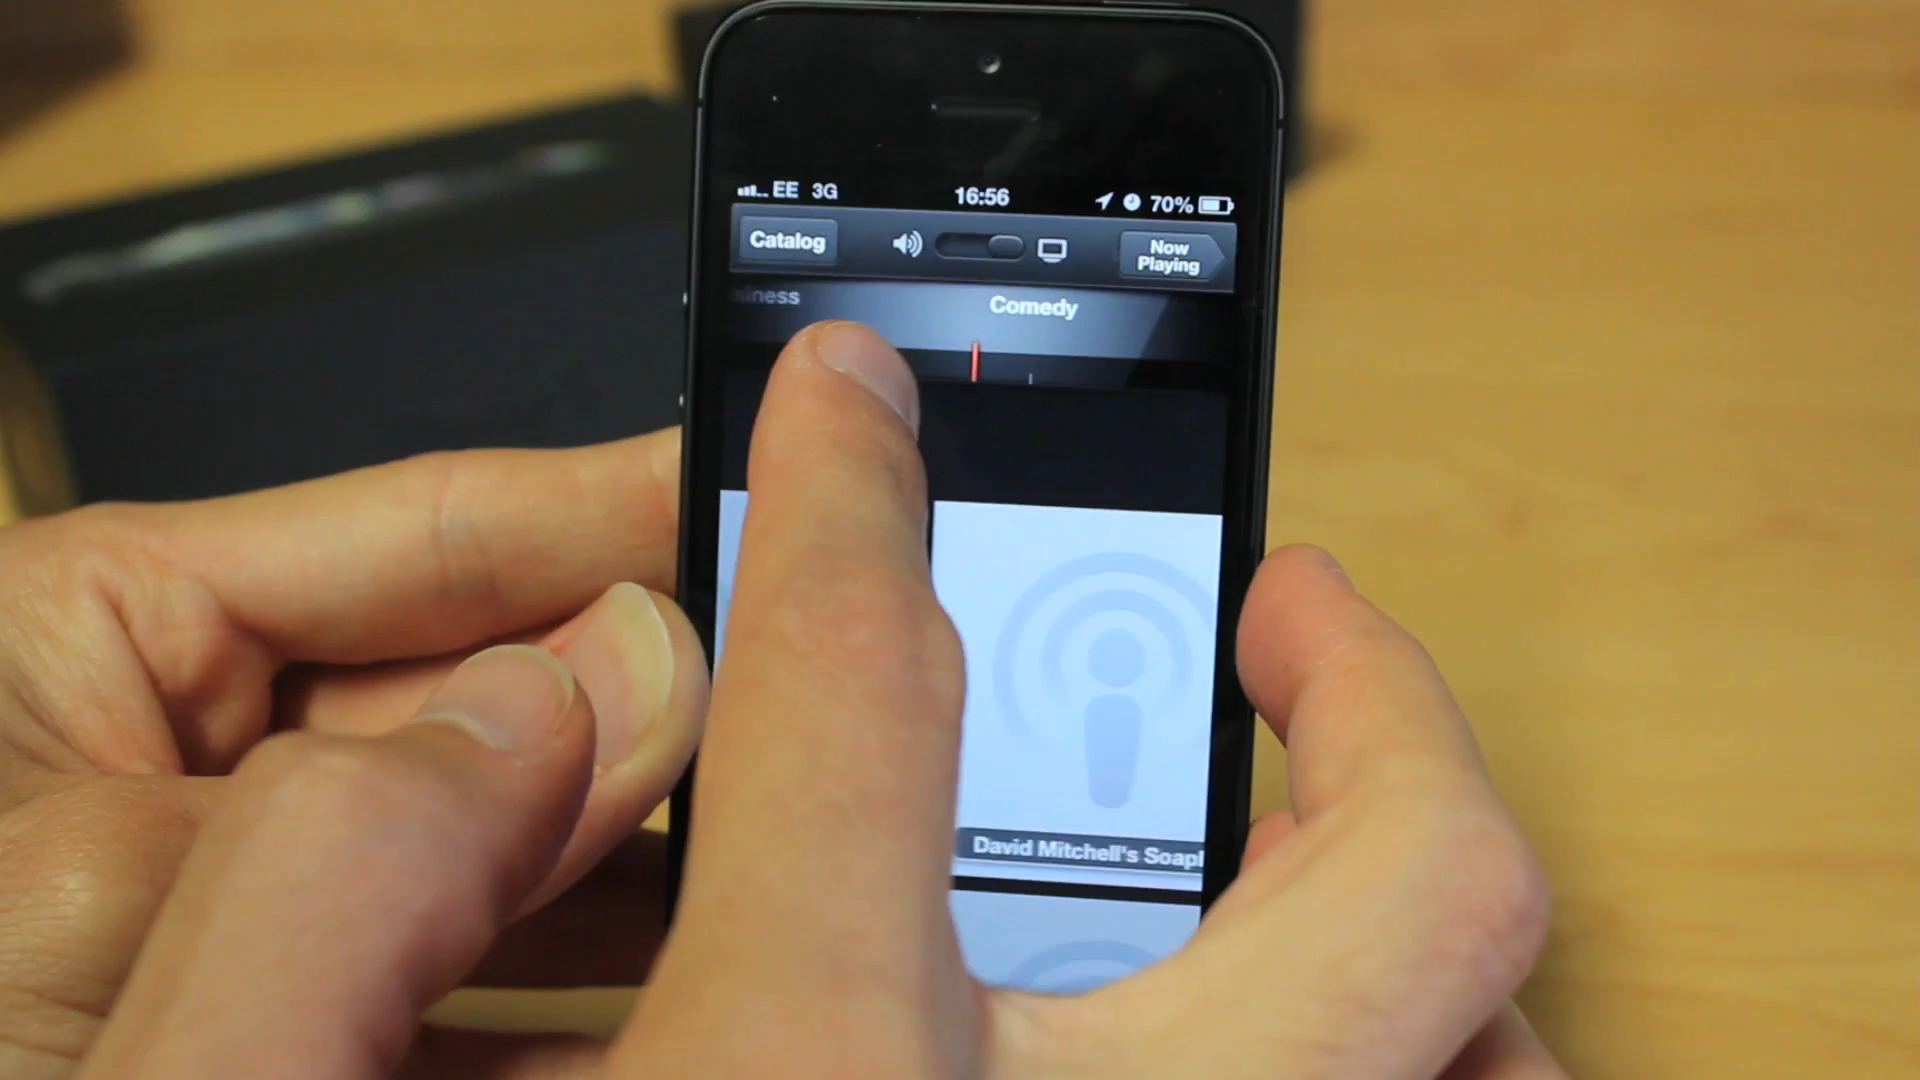 EE 3G 16:56 70%
Catalog
Now
Playing
Comedy
David Mitchell's Soap